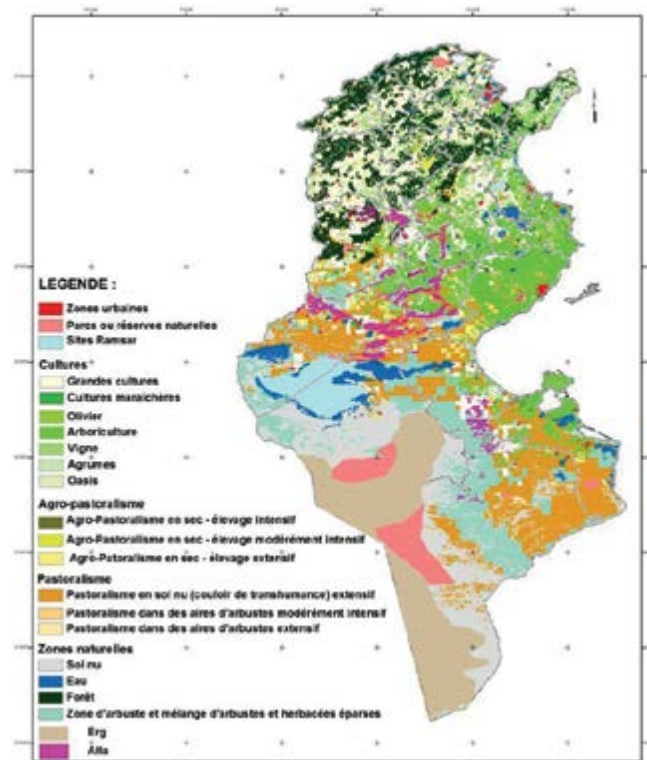 LEGENDE :
Zones urbaines
Parcs ou réserves naturelles
Sites Ramsar
Cultures
Grandes cultures
Cultures maraichères
Olivier
Arboriculture
Vigne
Agrumes
Oasis
Agro-pastoralisme
Agro-Pastoralisme en sec - élevage intensif
Agro-Pastoralisme en sec - élevage modérément intensif
Agro-Patoralisme en sec - élevage extensif
Pastoralisme
Pastoralisme en sol nu (couloir de transhumance) extensif
Pastoralisme dans des aires d'arbustes modérément intensif
Pastoralisme dans des aires d'arbustes extensif
Zones naturelles
Sol nu
Eau
Forêt
Zone d'arbuste et mélange d'arbustes et herbacées éparses
Erg
Alfa